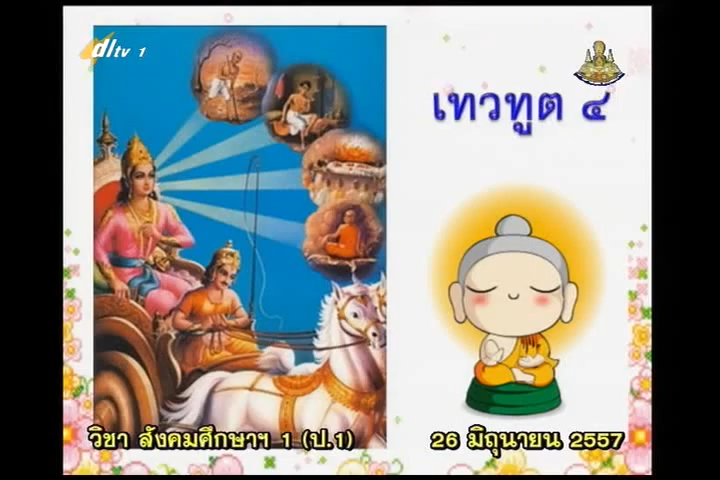 dltv 1
เทวทูต ๔
วิชา สังคมศึกษาฯ 1 (ป.1)
26 มิถุนายน 2557